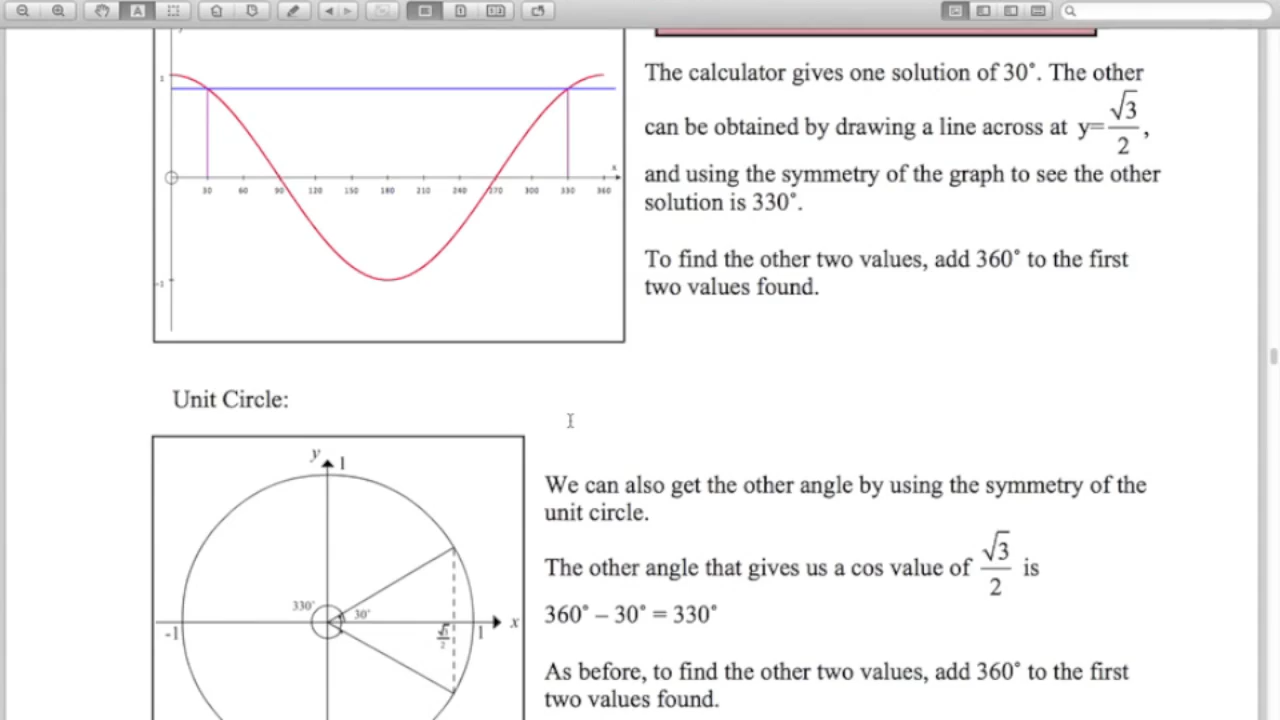 y
1
The calculator gives one solution of 30˚. The other
can be obtained by drawing a line across at y=√3/2,
and using the symmetry of the graph to see the other
solution is 330˚.
x
30 60 90 120 150 180 210 240 270 300 330 360
To find the other two values, add 360˚ to the first
two values found.
-1
Unit Circle:
y 1
We can also get the other angle by using the symmetry of the
unit circle.
The other angle that gives us a cos value of √3/2 is
360˚ – 30˚ = 330˚
330˚ 30˚
-1 √3/2 1 x
As before, to find the other two values, add 360˚ to the first
two values found.